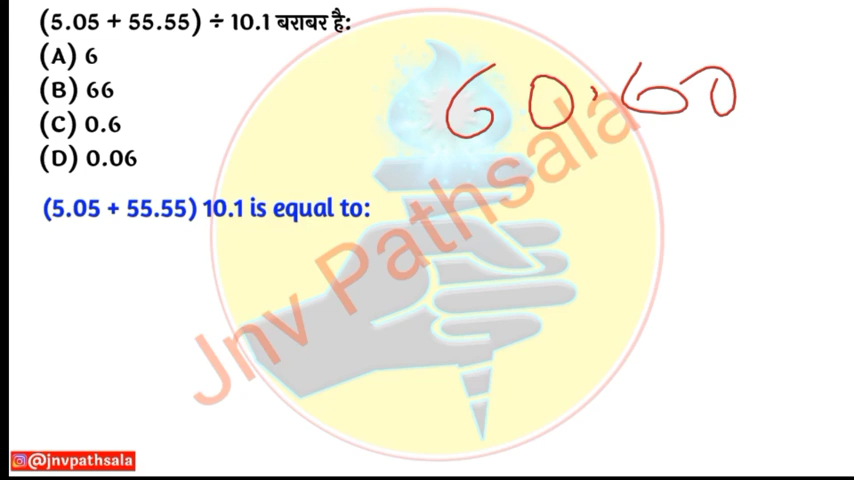 (5.05 + 55.55) ÷ 10.1 बराबर है:
(A) 6
(B) 66
(C) 0.6
(D) 0.06
60.60
(5.05 + 55.55) 10.1 is equal to:
Jnv Pathsala
@jnvpathsala